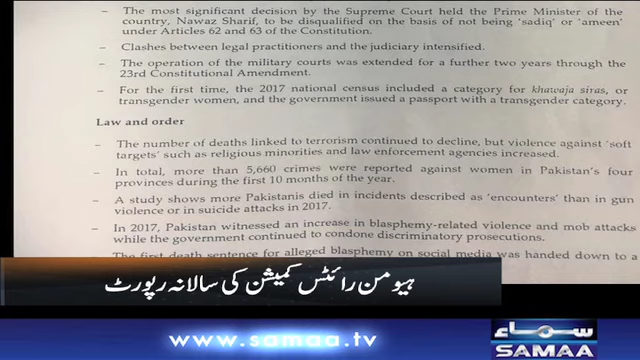 – The most significant decision by the Supreme Court held the Prime Minister of the
country, Nawaz Sharif, to be disqualified on the basis of not being 'sadiq' or 'ameen'
under Articles 62 and 63 of the Constitution.
– Clashes between legal practitioners and the judiciary intensified.
– The operation of the military courts was extended for a further two years through the
23rd Constitutional Amendment.
– For the first time, the 2017 national census included a category for khawaja siras, or
transgender women, and the government issued a passport with a transgender category.
Law and order
– The number of deaths linked to terrorism continued to decline, but violence against 'soft
targets' such as religious minorities and law enforcement agencies increased.
– In total, more than 5,660 crimes were reported against women in Pakistan's four
provinces during the first 10 months of the year.
– A study shows more Pakistanis died in incidents described as 'encounters' than in gun
violence or in suicide attacks in 2017.
– In 2017, Pakistan witnessed an increase in blasphemy-related violence and mob attacks
while the government continued to condone discriminatory prosecutions.
The first death sentence for alleged blasphemy on social media was handed down to a
ہیومن رائٹس کمیشن کی سالانہ رپورٹ
www.samaa.tv
سماء
SAMAA